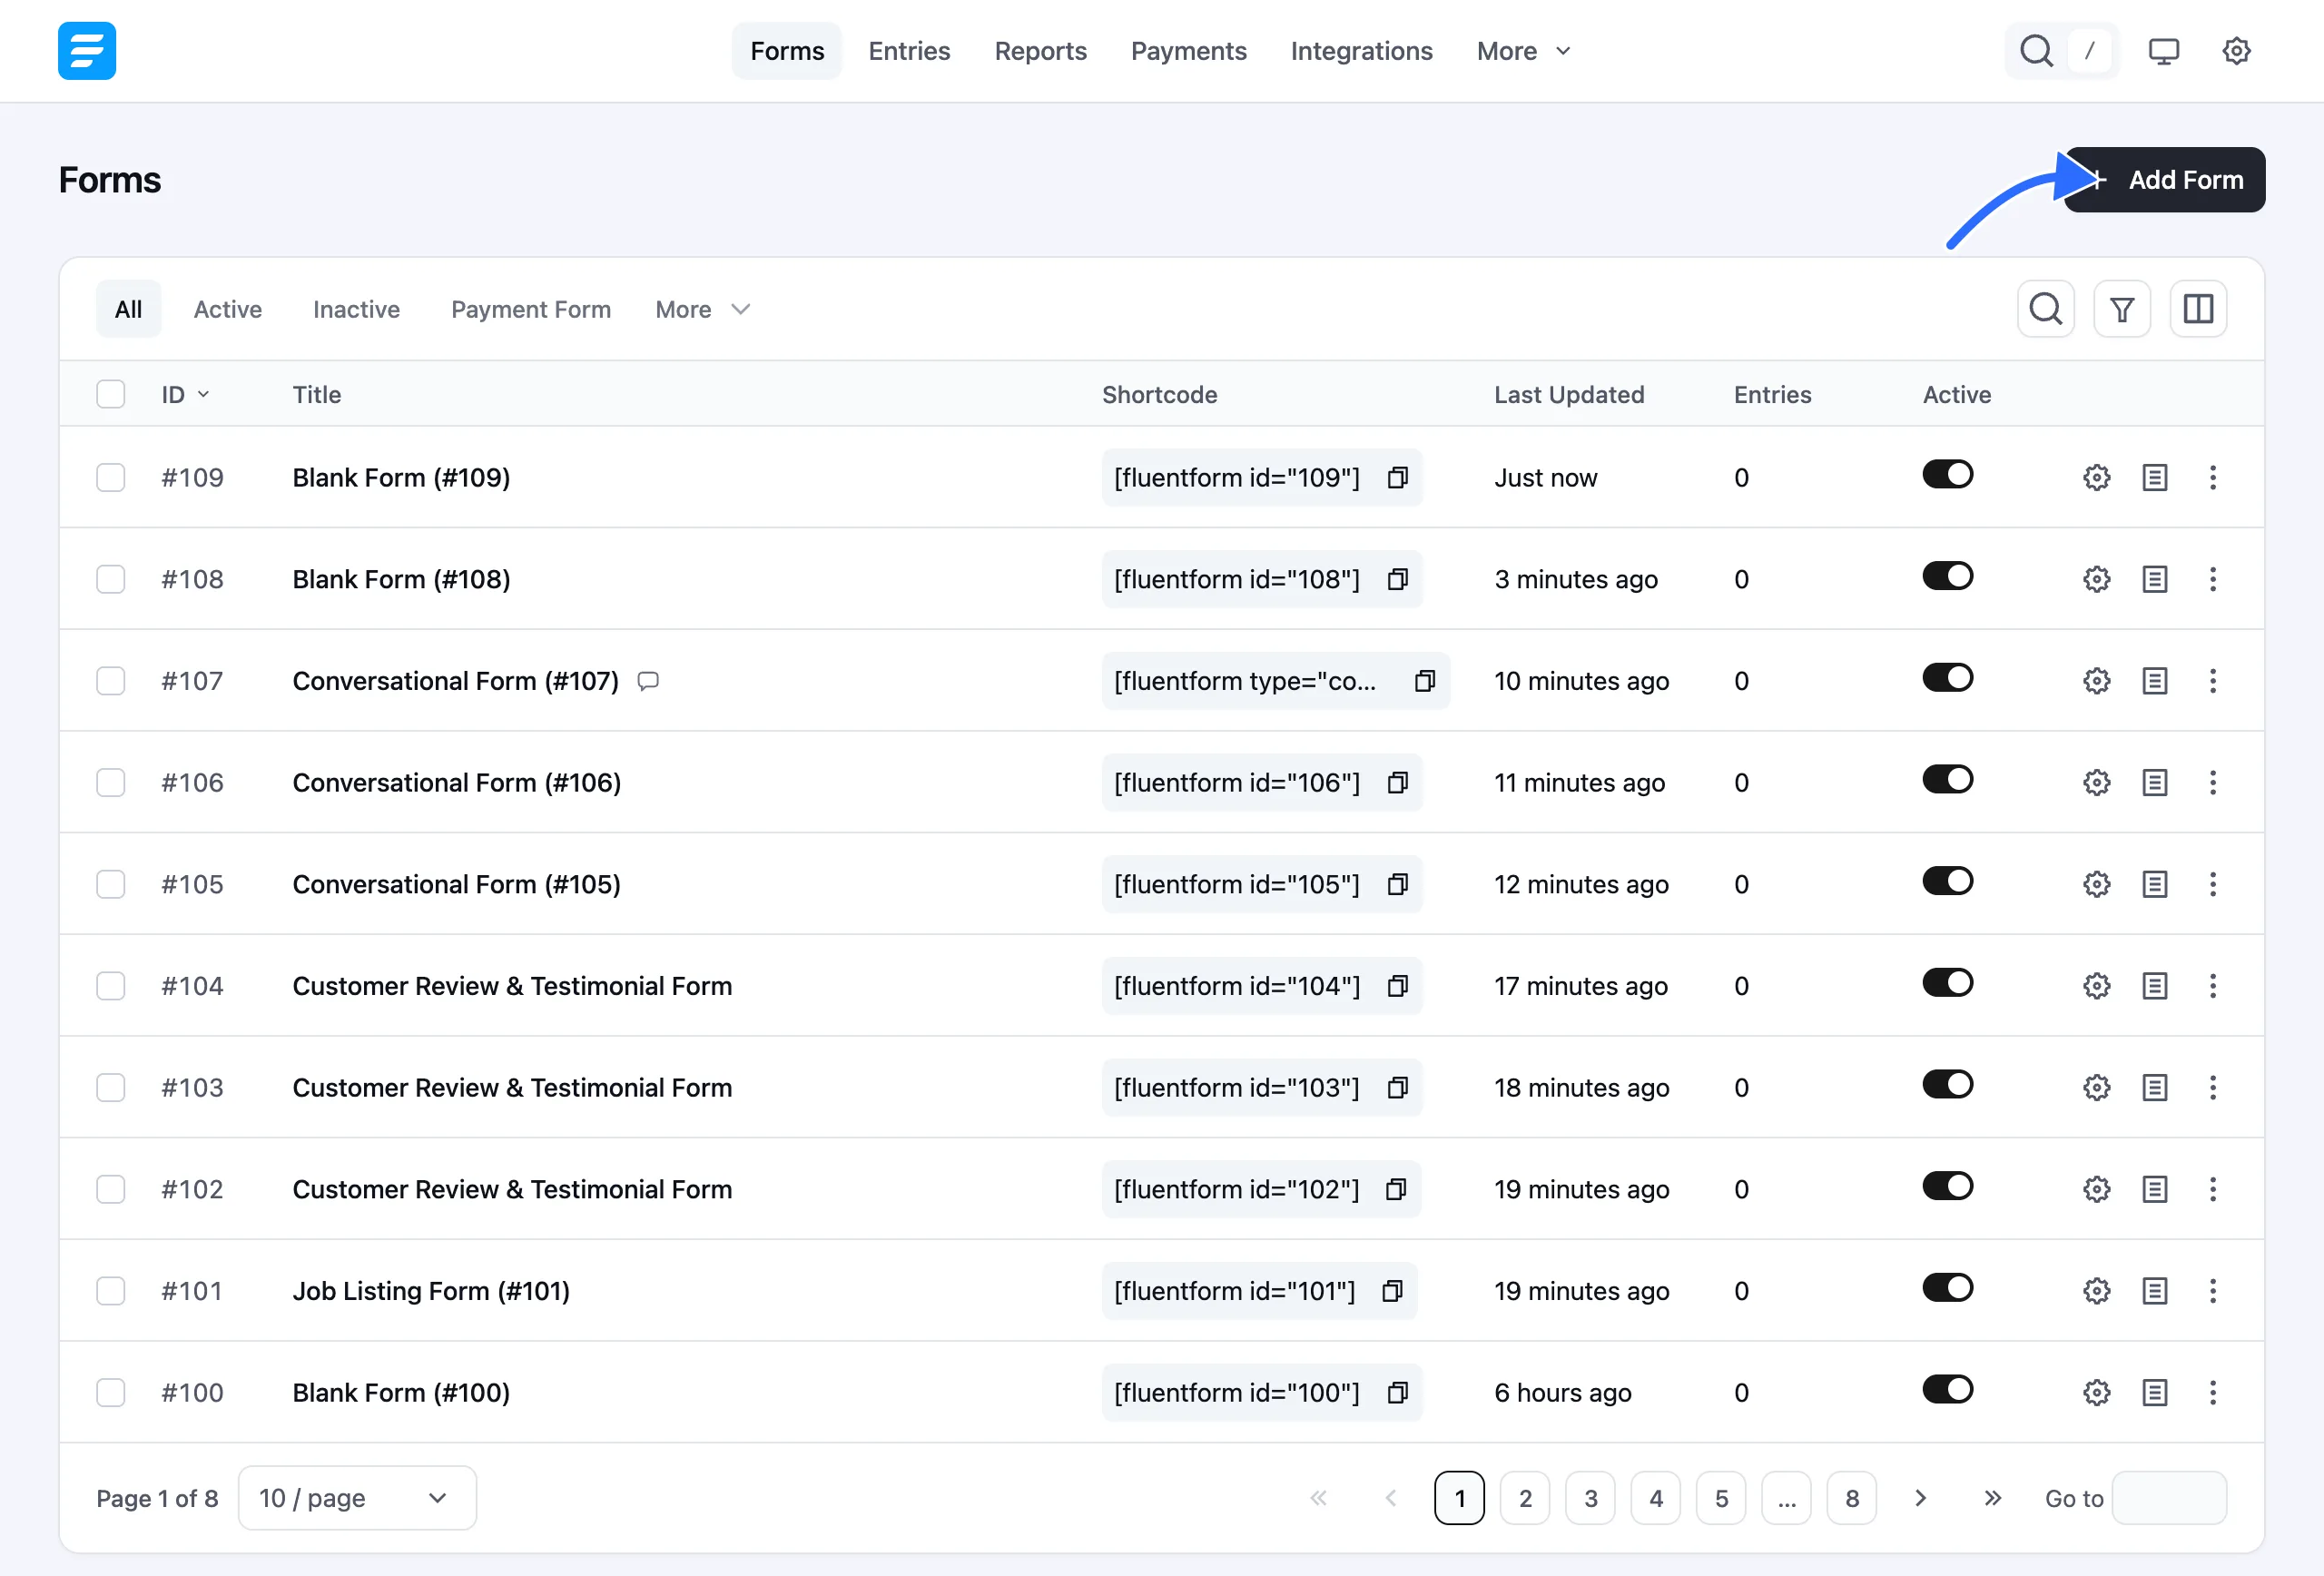 Forms Entries Reports Payments Integrations More /
Forms
+ Add Form
All Active Inactive Payment Form More
ID Title Shortcode Last Updated Entries Active
#109 Blank Form (#109) [fluentform id="109"] Just now 0
#108 Blank Form (#108) [fluentform id="108"] 3 minutes ago 0
#107 Conversational Form (#107) [fluentform type="co... 10 minutes ago 0
#106 Conversational Form (#106) [fluentform id="106"] 11 minutes ago 0
#105 Conversational Form (#105) [fluentform id="105"] 12 minutes ago 0
#104 Customer Review & Testimonial Form [fluentform id="104"] 17 minutes ago 0
#103 Customer Review & Testimonial Form [fluentform id="103"] 18 minutes ago 0
#102 Customer Review & Testimonial Form [fluentform id="102"] 19 minutes ago 0
#101 Job Listing Form (#101) [fluentform id="101"] 19 minutes ago 0
#100 Blank Form (#100) [fluentform id="100"] 6 hours ago 0
Page 1 of 8 10 / page « ‹ 1 2 3 4 5 ... 8 › » Go to